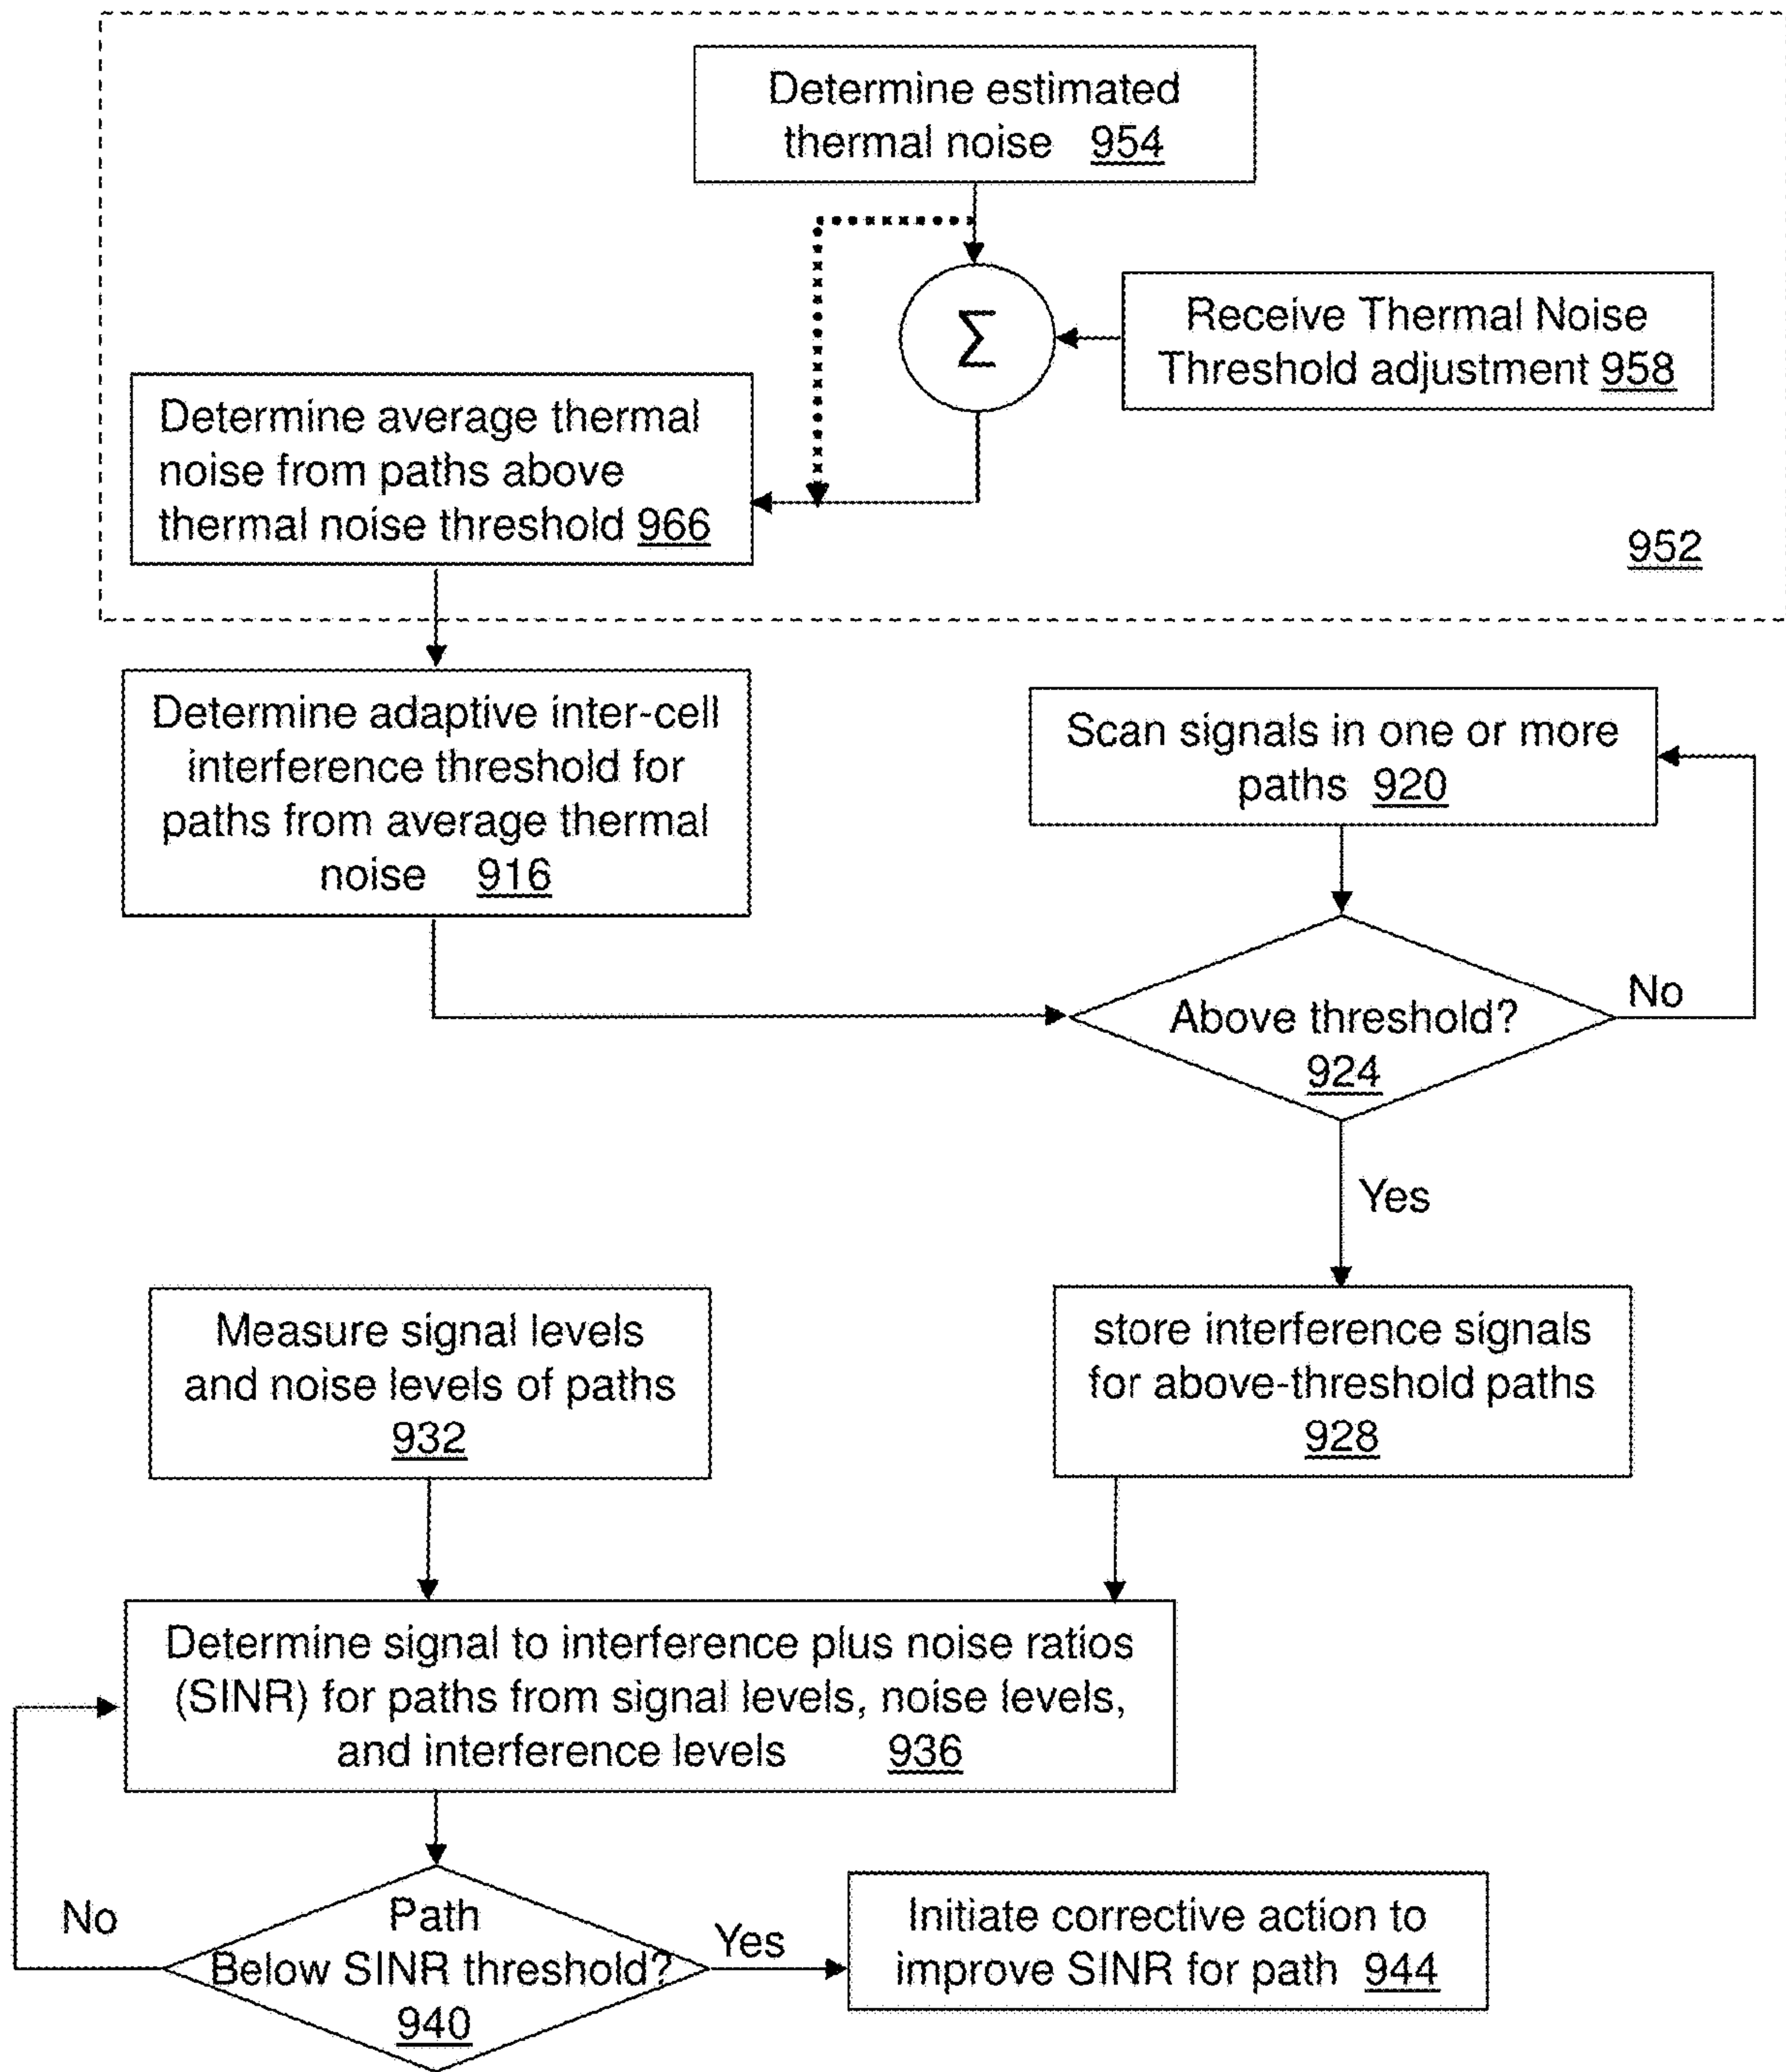 Determine estimated
thermal noise 954
Σ
Receive Thermal Noise
Threshold adjustment 958
Determine average thermal
noise from paths above
thermal noise threshold 966
952
Determine adaptive inter-cell
interference threshold for
paths from average thermal
noise 916
Scan signals in one or more
paths 920
Above threshold?
924
No
Yes
store interference signals
for above-threshold paths
928
Measure signal levels
and noise levels of paths
932
Determine signal to interference plus noise ratios
(SINR) for paths from signal levels, noise levels,
and interference levels 936
No
Path
Below SINR threshold?
940
Yes
Initiate corrective action to
improve SINR for path 944